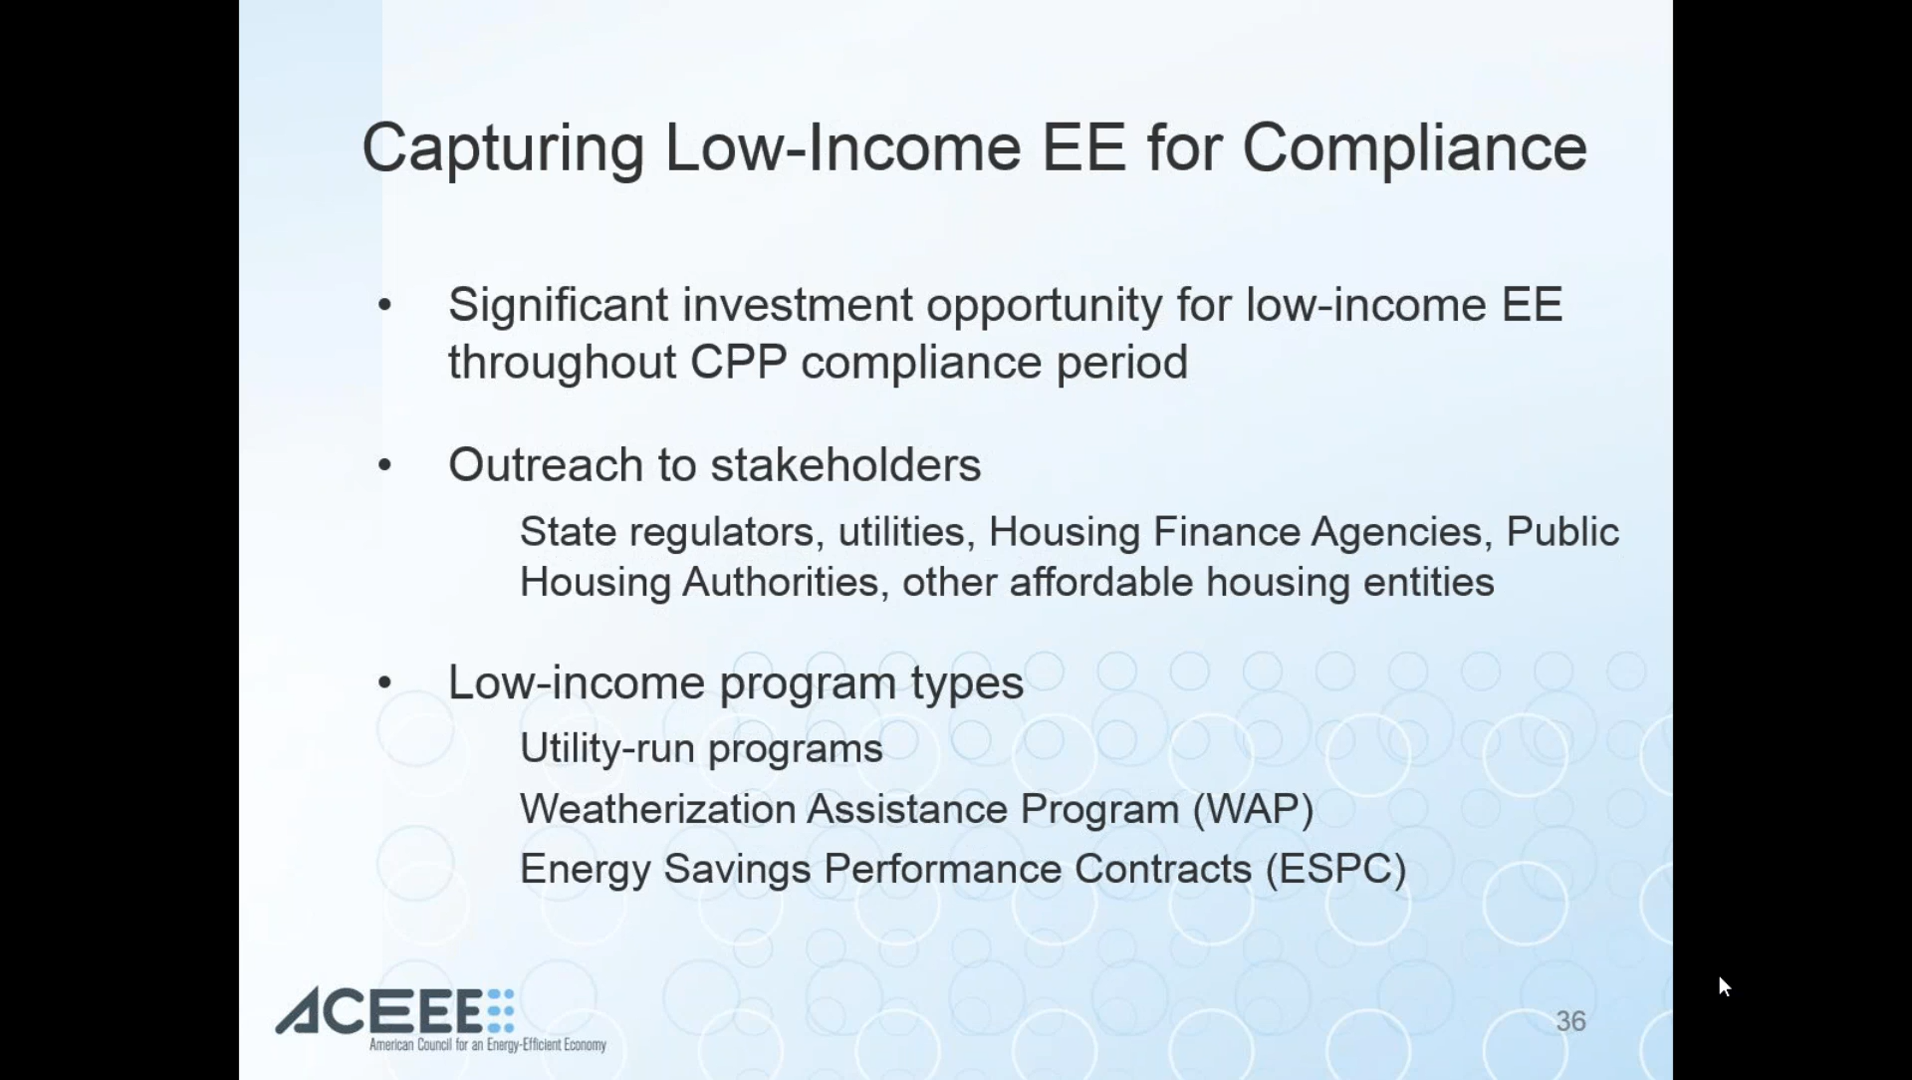 Capturing Low-Income EE for Compliance
• Significant investment opportunity for low-income EE
throughout CPP compliance period
• Outreach to stakeholders
State regulators, utilities, Housing Finance Agencies, Public
Housing Authorities, other affordable housing entities
• Low-income program types
Utility-run programs
Weatherization Assistance Program (WAP)
Energy Savings Performance Contracts (ESPC)
ACEEE
American Council for an Energy-Efficient Economy
36